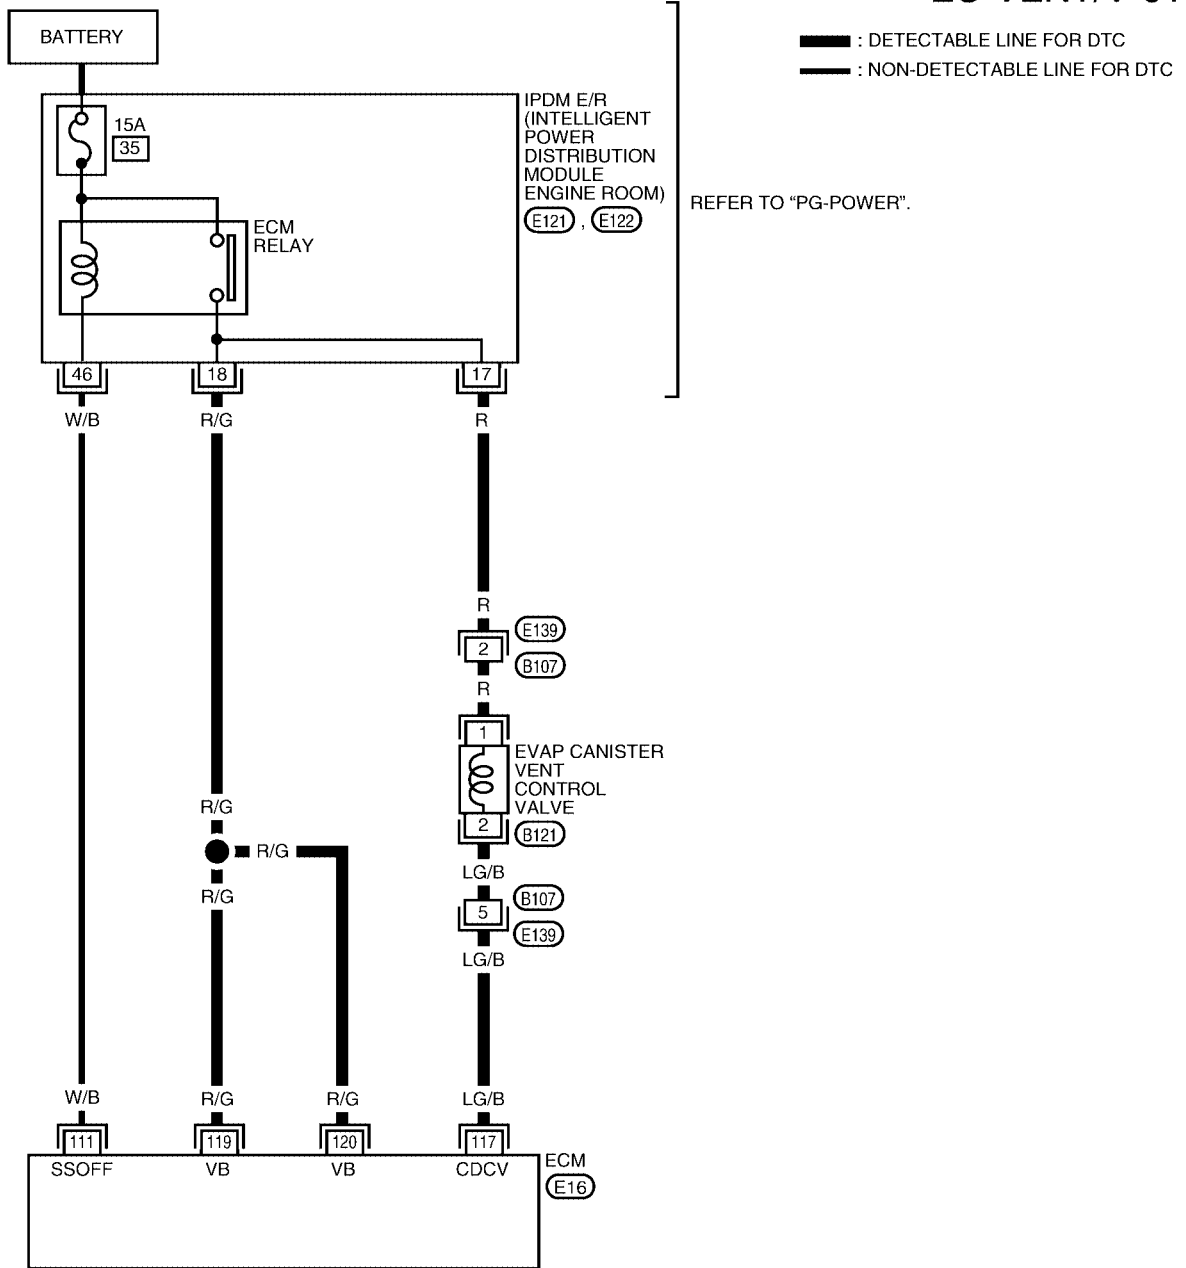 BATTERY
: DETECTABLE LINE FOR DTC
: NON-DETECTABLE LINE FOR DTC
15A
35
IPDM E/R
(INTELLIGENT
POWER
DISTRIBUTION
MODULE
ENGINE ROOM)
E121 , E122
REFER TO “PG-POWER”.
ECM
RELAY
46
18
17
W/B
R/G
R
R
E139
2
B107
R
1
EVAP CANISTER
VENT
CONTROL
VALVE
2
B121
R/G
R/G
LG/B
R/G
B107
5
E139
LG/B
W/B
R/G
R/G
LG/B
111
119
120
117
SSOFF
VB
VB
CDCV
ECM
E16